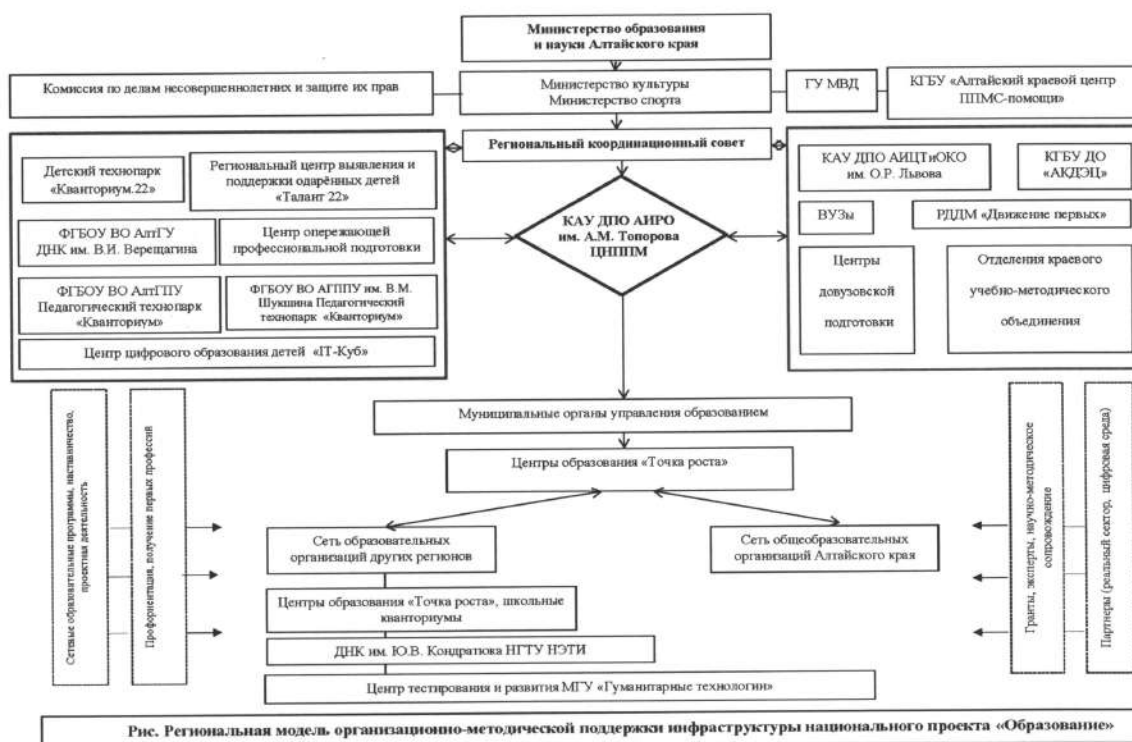 Министерство образования
и науки Алтайского края
Комиссия по делам несовершеннолетних и защите их прав
Министерство культуры
Министерство спорта
ГУ МВД
КГБУ «Алтайский краевой центр
ППМС-помощи»
Региональный координационный совет
Детский технопарк
«Кванториум.22»
Региональный центр выявления и
поддержки одарённых детей
«Талант 22»
ФГБОУ ВО АлтГУ
ДНК им. В.И. Верещагина
Центр опережающей
профессиональной подготовки
ФГБОУ ВО АлтГПУ
Педагогический технопарк
«Кванториум»
ФГБОУ ВО АГППУ им. В.М.
Шукшина Педагогический
технопарк «Кванториум»
Центр цифрового образования детей «IT-Куб»
КАУ ДПО АИРО
им. А.М. Топорова
ЦНППМ
КАУ ДПО АИЦТиОКО
им. О.Р. Львова
КГБУ ДО
«АКДЭЦ»
ВУЗы
РДДМ «Движение первых»
Центры
довузовской
подготовки
Отделения краевого
учебно-методического
объединения
Муниципальные органы управления образованием
Центры образования «Точка роста»
Сетевые образовательные программы, наставничество,
проектная деятельность
Профориентация, получение первых профессий
Сеть образовательных
организаций других регионов
Сеть общеобразовательных
организаций Алтайского края
Гранты, эксперты, научно-методическое
сопровождение
Партнеры (реальный сектор, цифровая среда)
Центры образования «Точка роста», школьные
кванториумы
ДНК им. Ю.В. Кондратюка НГТУ НЭТИ
Центр тестирования и развития МГУ «Гуманитарные технологии»
Рис. Региональная модель организационно-методической поддержки инфраструктуры национального проекта «Образование»